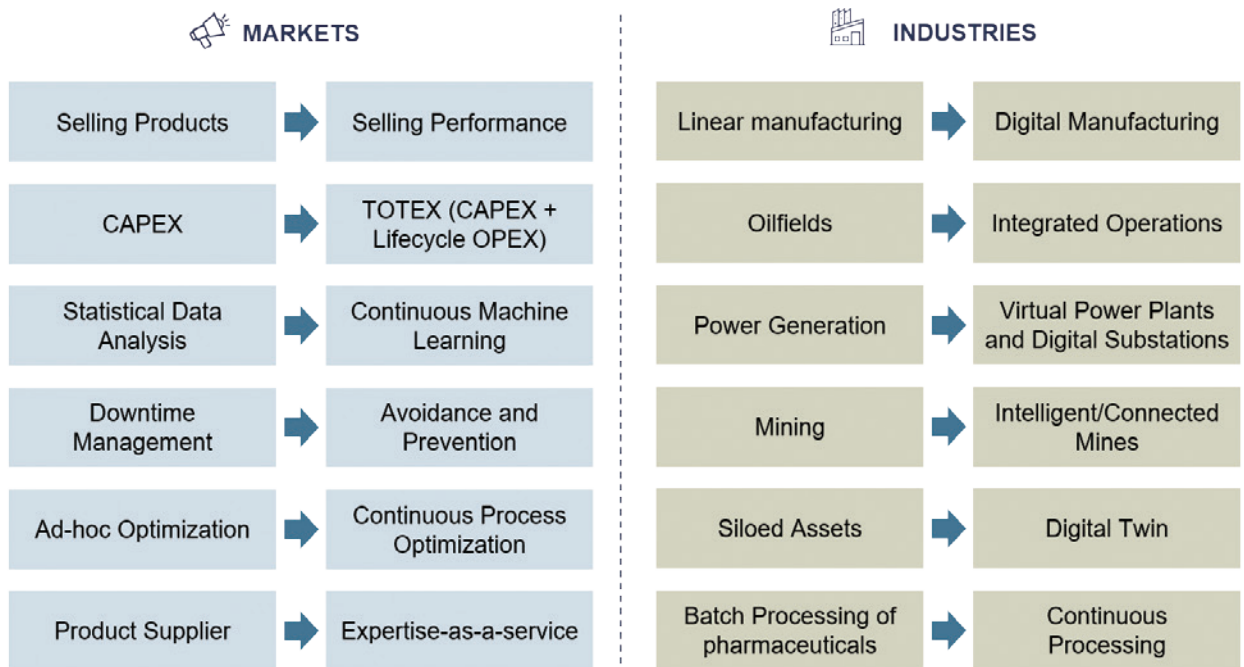 MARKETS
Selling Products
Selling Performance
CAPEX
TOTEX (CAPEX +
Lifecycle OPEX)
Statistical Data
Analysis
Continuous Machine
Learning
Downtime
Management
Avoidance and
Prevention
Ad-hoc Optimization
Continuous Process
Optimization
Product Supplier
Expertise-as-a-service
INDUSTRIES
Linear manufacturing
Digital Manufacturing
Oilfields
Integrated Operations
Power Generation
Virtual Power Plants
and Digital Substations
Mining
Intelligent/Connected
Mines
Siloed Assets
Digital Twin
Batch Processing of
pharmaceuticals
Continuous
Processing